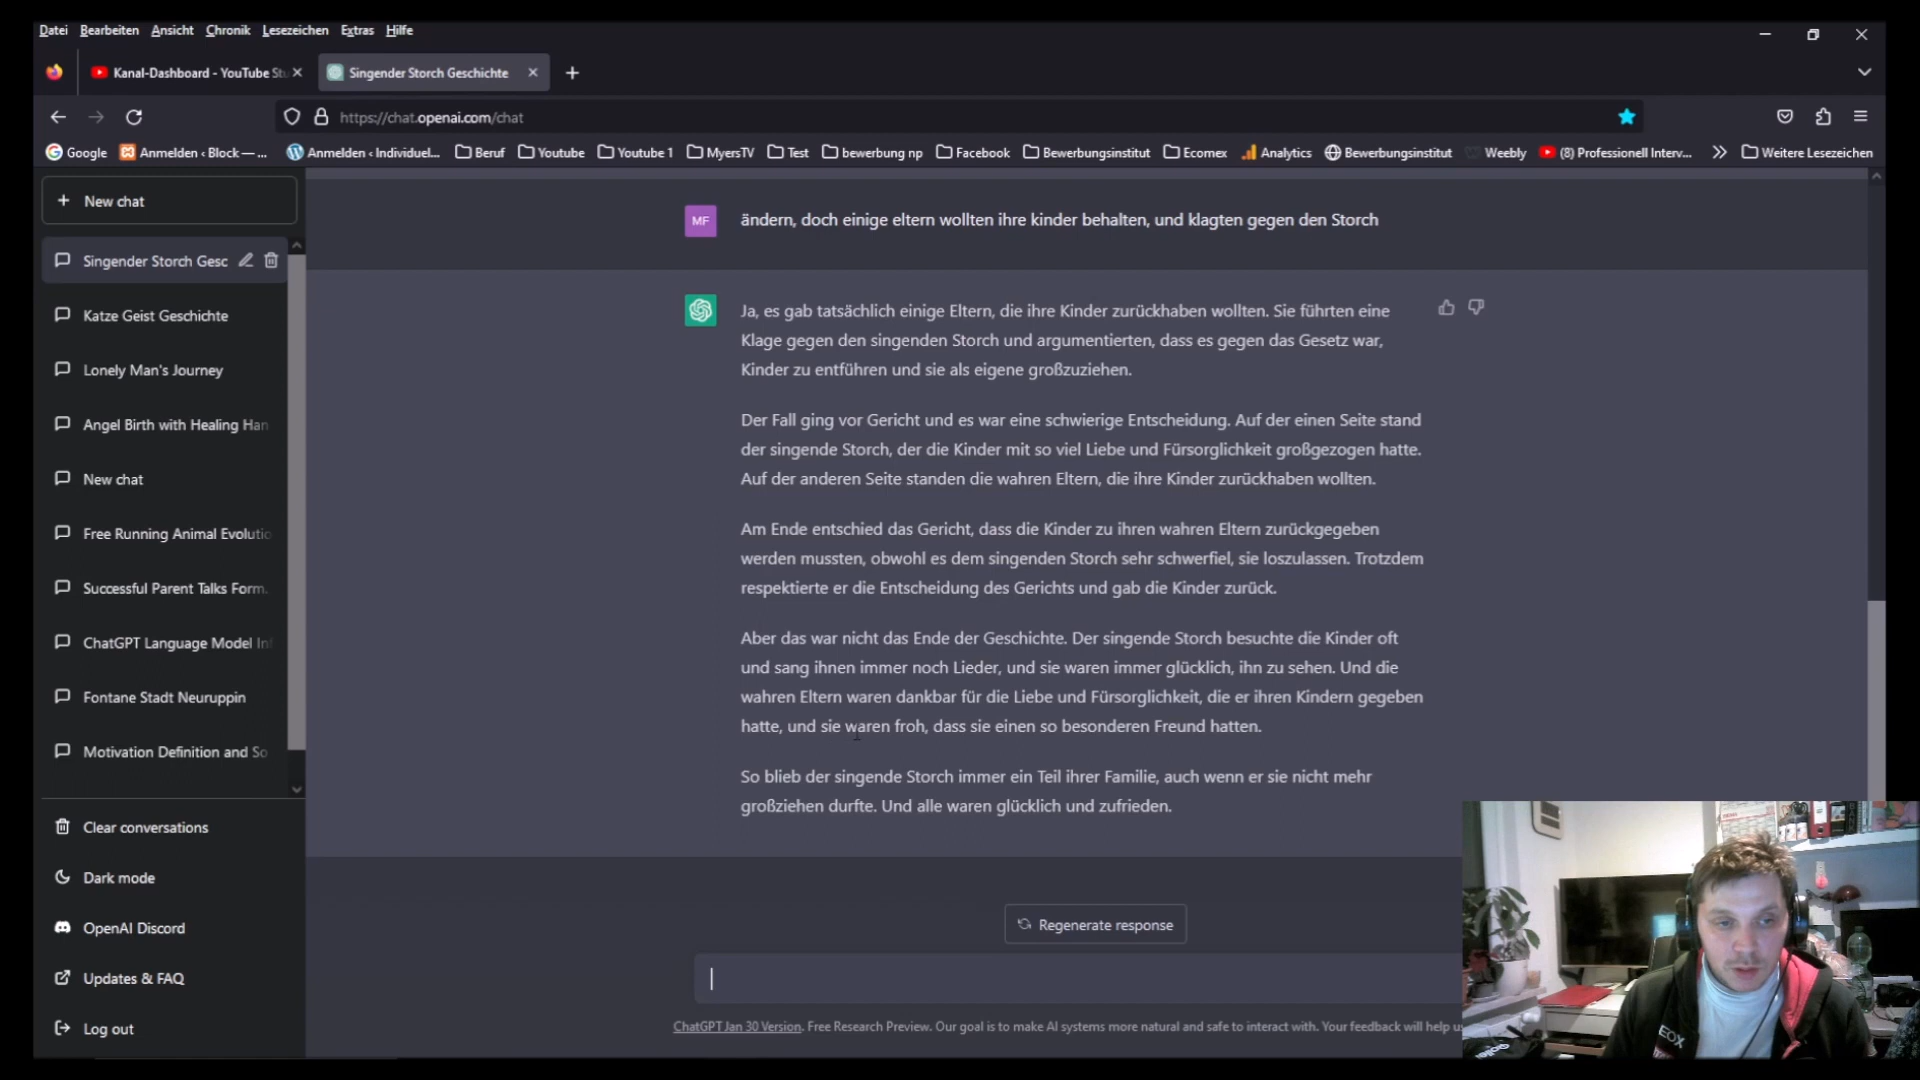 Datei Bearbeiten Ansicht Chronik Lesezeichen Extras Hilfe
Kanal-Dashboard - YouTube Stu
Singender Storch Geschichte
https://chat.openai.com/chat
Google Anmelden ‹ Block — ... Anmelden ‹ Individuel... Beruf Youtube Youtube 1 MyersTV Test bewerbung np Facebook Bewerbungsinstitut Ecomex Analytics Bewerbungsinstitut Weebly (8) Professionell Interv... Weitere Lesezeichen
+ New chat
Singender Storch Gesc
Katze Geist Geschichte
Lonely Man's Journey
Angel Birth with Healing Han
New chat
Free Running Animal Evolutio
Successful Parent Talks Form.
ChatGPT Language Model In
Fontane Stadt Neuruppin
Motivation Definition and So
Clear conversations
Dark mode
OpenAI Discord
Updates & FAQ
Log out
MF
ändern, doch einige eltern wollten ihre kinder behalten, und klagten gegen den Storch
Ja, es gab tatsächlich einige Eltern, die ihre Kinder zurückhaben wollten. Sie führten eine
Klage gegen den singenden Storch und argumentierten, dass es gegen das Gesetz war,
Kinder zu entführen und sie als eigene großzuziehen.
Der Fall ging vor Gericht und es war eine schwierige Entscheidung. Auf der einen Seite stand
der singende Storch, der die Kinder mit so viel Liebe und Fürsorglichkeit großgezogen hatte.
Auf der anderen Seite standen die wahren Eltern, die ihre Kinder zurückhaben wollten.
Am Ende entschied das Gericht, dass die Kinder zu ihren wahren Eltern zurückgegeben
werden mussten, obwohl es dem singenden Storch sehr schwerfiel, sie loszulassen. Trotzdem
respektierte er die Entscheidung des Gerichts und gab die Kinder zurück.
Aber das war nicht das Ende der Geschichte. Der singende Storch besuchte die Kinder oft
und sang ihnen immer noch Lieder, und sie waren immer glücklich, ihn zu sehen. Und die
wahren Eltern waren dankbar für die Liebe und Fürsorglichkeit, die er ihren Kindern gegeben
hatte, und sie waren froh, dass sie einen so besonderen Freund hatten.
So blieb der singende Storch immer ein Teil ihrer Familie, auch wenn er sie nicht mehr
großziehen durfte. Und alle waren glücklich und zufrieden.
Regenerate response
ChatGPT Jan 30 Version. Free Research Preview. Our goal is to make AI systems more natural and safe to interact with. Your feedback will help u